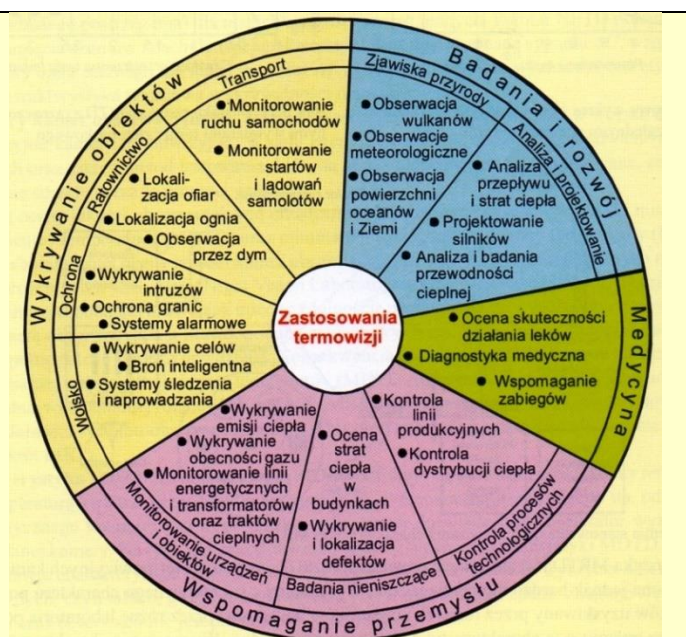 Zastosowania
termowizji
Wykrywanie obiektów
Transport
● Monitorowanie
ruchu samochodów
● Monitorowanie
startów
i lądowań
samolotów
Ratownictwo
● Lokali-
zacja ofiar
● Lokalizacja ognia
● Obserwacja
przez dym
Ochrona
● Wykrywanie
intruzów
● Ochrona granic
● Systemy alarmowe
Wojsko
● Wykrywanie celów
● Broń inteligentna
● Systemy śledzenia
i naprowadzania
Badania i rozwój
Zjawiska przyrody
● Obserwacja
wulkanów
● Obserwacje
meteorologiczne
● Obserwacja
powierzchni
oceanów
i Ziemi
Analiza i projektowanie
● Analiza
przepływu
i strat ciepła
● Projektowanie
silników
● Analiza i badania
przewodności
cieplnej
Medycyna
● Ocena skuteczności
działania leków
● Diagnostyka medyczna
● Wspomaganie
zabiegów
Wspomaganie przemysłu
Kontrola procesów
technologicznych
● Kontrola
linii
produkcyjnych
● Kontrola
dystrybucji ciepła
Badania nieniszczące
● Ocena
strat
ciepła
w
budynkach
● Wykrywanie
i lokalizacja
defektów
Monitorowanie urządzeń
i obiektów
● Wykrywanie
emisji ciepła
● Wykrywanie
obecności gazu
● Monitorowanie linii
energetycznych
i transformatorów
oraz traktów
cieplnych